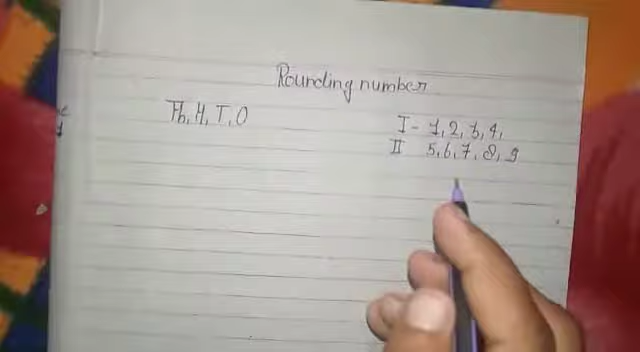 Rounding number
Th, H, T, O
I - 1, 2, 3, 4,
II 5, 6, 7, 8, 9